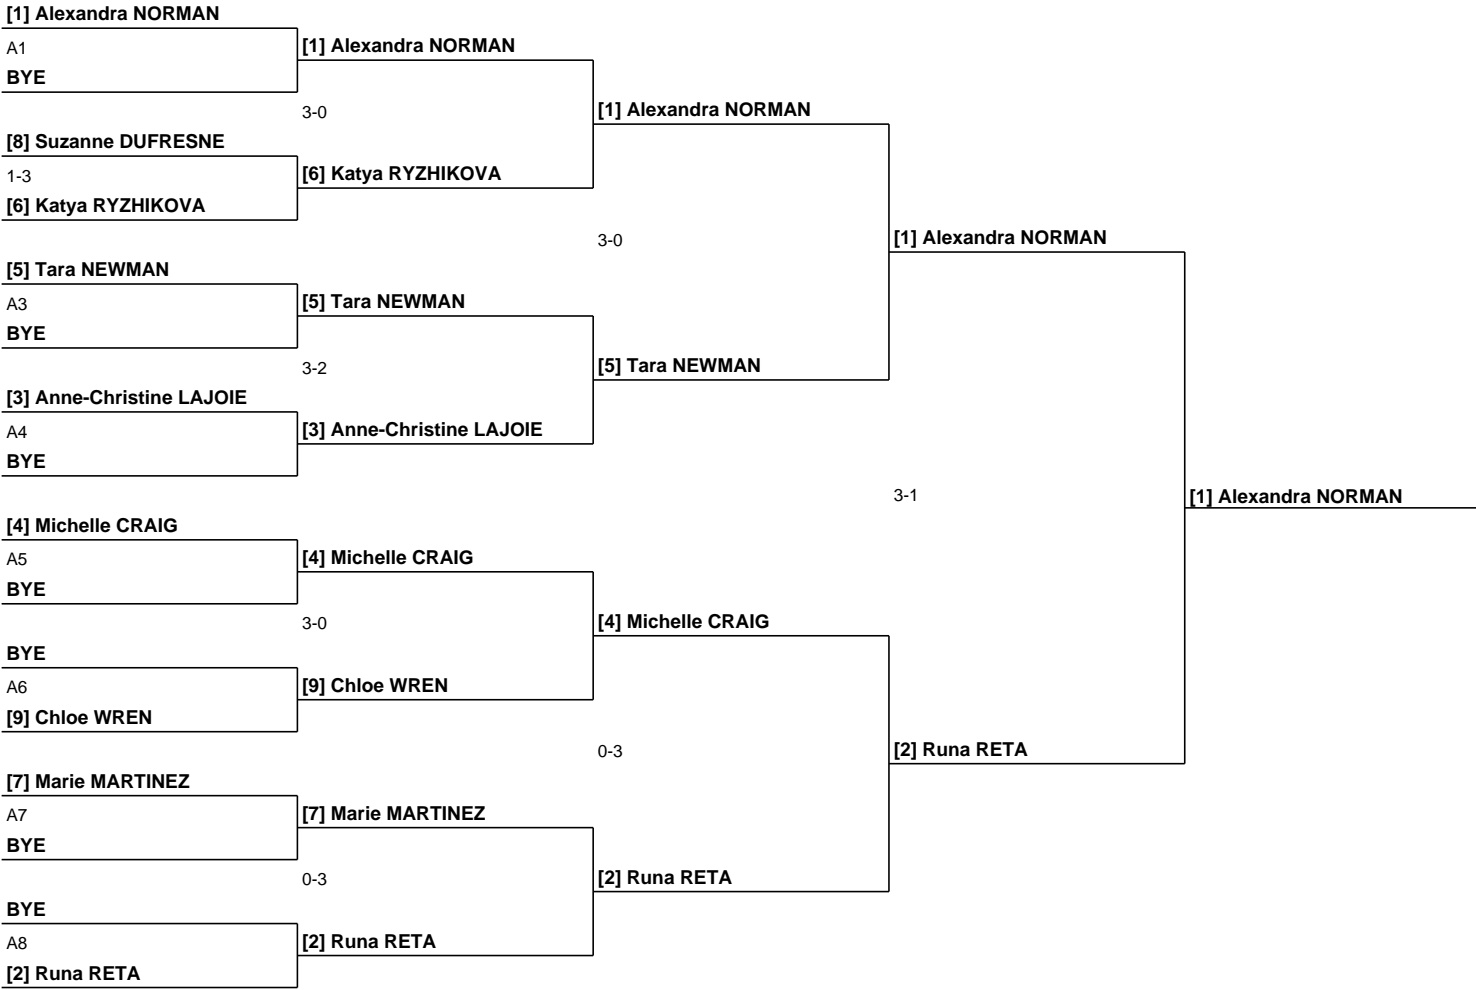 [1] Alexandra NORMAN
A1
BYE
[8] Suzanne DUFRESNE
1-3
[6] Katya RYZHIKOVA
[5] Tara NEWMAN
A3
BYE
[3] Anne-Christine LAJOIE
A4
BYE
[4] Michelle CRAIG
A5
BYE
BYE
A6
[9] Chloe WREN
[7] Marie MARTINEZ
A7
BYE
BYE
A8
[2] Runa RETA
[1] Alexandra NORMAN
3-0
[6] Katya RYZHIKOVA
[5] Tara NEWMAN
3-2
[3] Anne-Christine LAJOIE
[4] Michelle CRAIG
3-0
[9] Chloe WREN
[7] Marie MARTINEZ
0-3
[2] Runa RETA
[1] Alexandra NORMAN
3-0
[5] Tara NEWMAN
[4] Michelle CRAIG
0-3
[2] Runa RETA
[1] Alexandra NORMAN
3-1
[2] Runa RETA
[1] Alexandra NORMAN